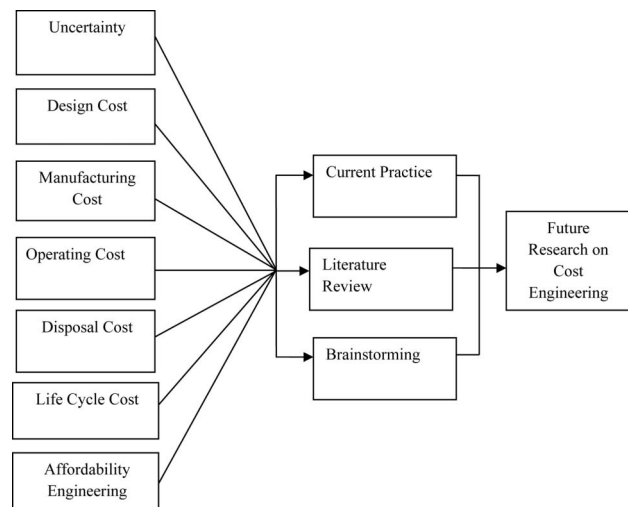 Uncertainty
Design Cost
Manufacturing
Cost
Operating Cost
Disposal Cost
Life Cycle Cost
Affordability
Engineering
Current Practice
Literature
Review
Brainstorming
Future
Research on
Cost
Engineering